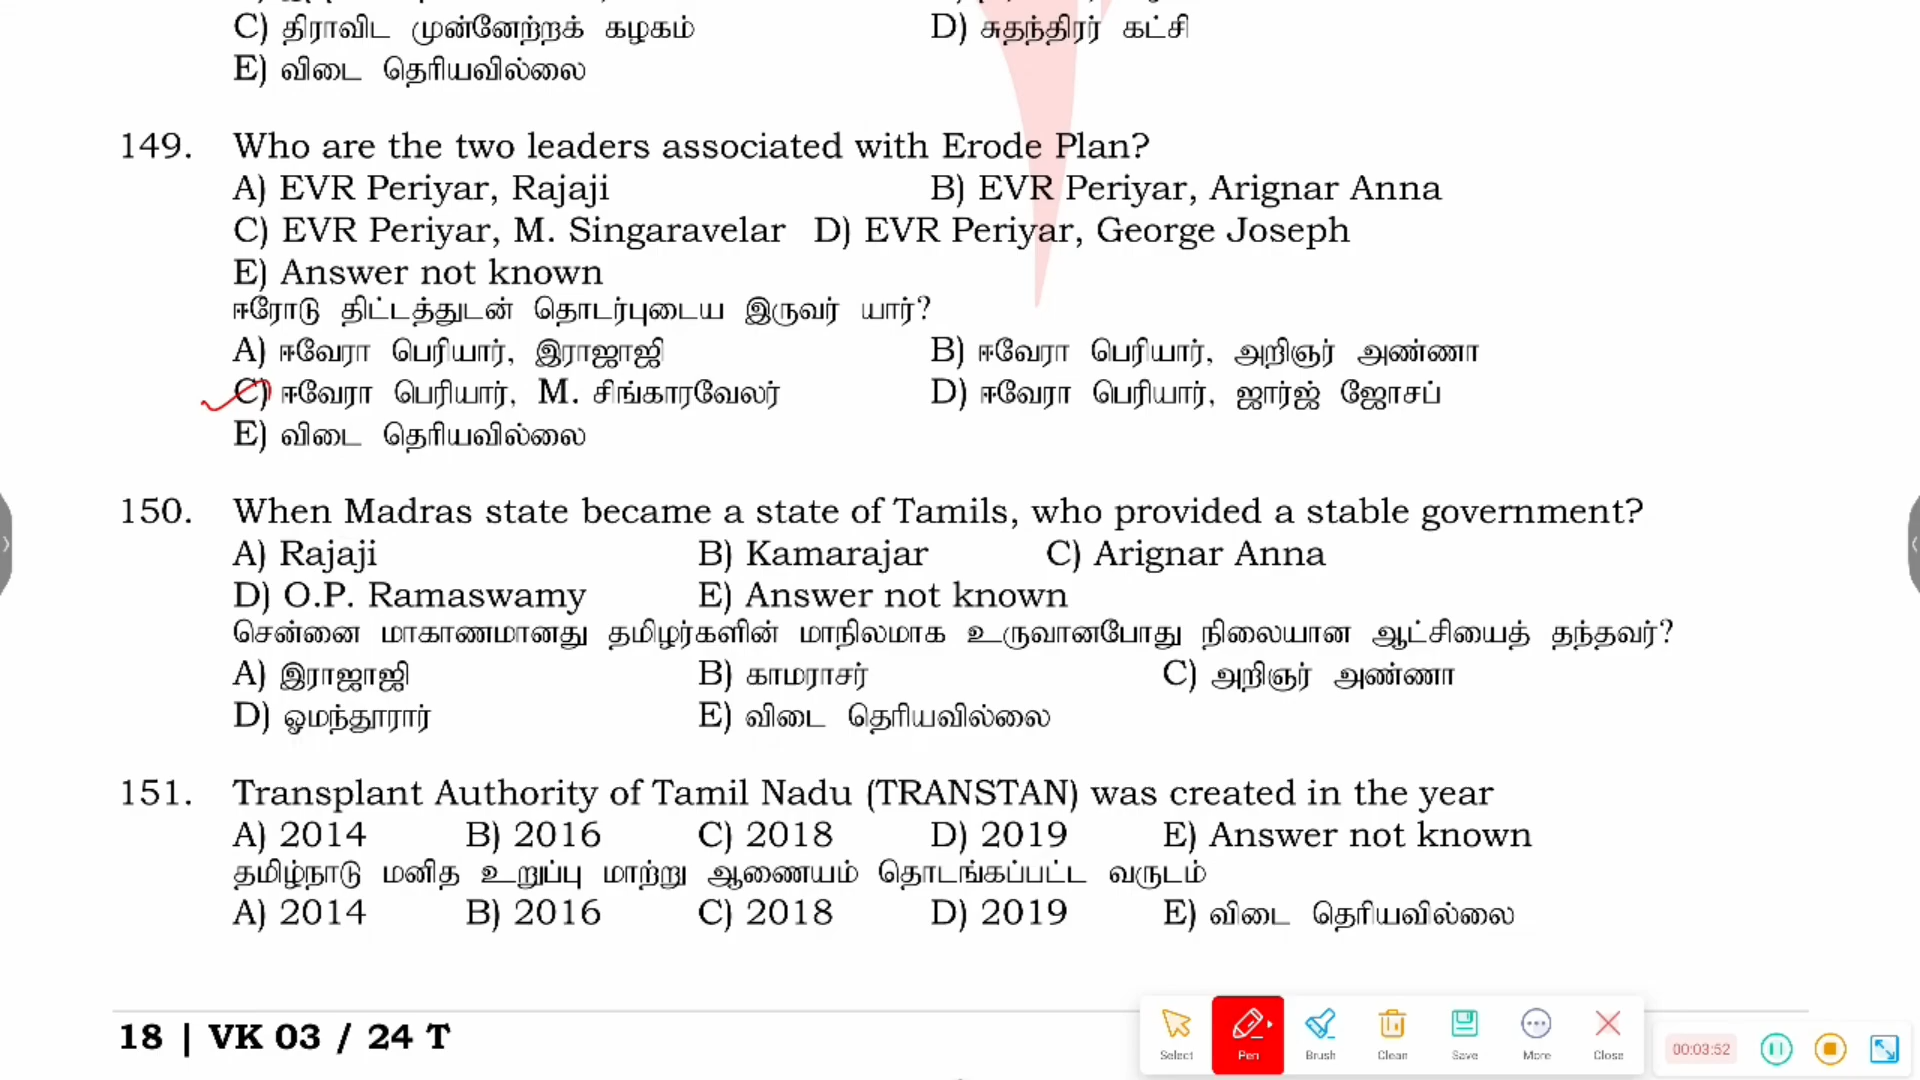 C) திராவிட முன்னேற்றக் கழகம் D) சுதந்திரர் கட்சி
E) விடை தெரியவில்லை
149. Who are the two leaders associated with Erode Plan?
A) EVR Periyar, Rajaji B) EVR Periyar, Arignar Anna
C) EVR Periyar, M. Singaravelar D) EVR Periyar, George Joseph
E) Answer not known
ஈரோடு திட்டத்துடன் தொடர்புடைய இருவர் யார்?
A) ஈவேரா பெரியார், இராஜாஜி B) ஈவேரா பெரியார், அறிஞர் அண்ணா
C) ஈவேரா பெரியார், M. சிங்காரவேலர் D) ஈவேரா பெரியார், ஜார்ஜ் ஜோசப்
E) விடை தெரியவில்லை
150. When Madras state became a state of Tamils, who provided a stable government?
A) Rajaji B) Kamarajar C) Arignar Anna
D) O.P. Ramaswamy E) Answer not known
சென்னை மாகாணமானது தமிழர்களின் மாநிலமாக உருவானபோது நிலையான ஆட்சியைத் தந்தவர்?
A) இராஜாஜி B) காமராசர் C) அறிஞர் அண்ணா
D) ஓமந்தூரார் E) விடை தெரியவில்லை
151. Transplant Authority of Tamil Nadu (TRANSTAN) was created in the year
A) 2014 B) 2016 C) 2018 D) 2019 E) Answer not known
தமிழ்நாடு மனித உறுப்பு மாற்று ஆணையம் தொடங்கப்பட்ட வருடம்
A) 2014 B) 2016 C) 2018 D) 2019 E) விடை தெரியவில்லை
18 | VK 03 / 24 T
Select Pen Brush Clean Save More Close 00:03:52